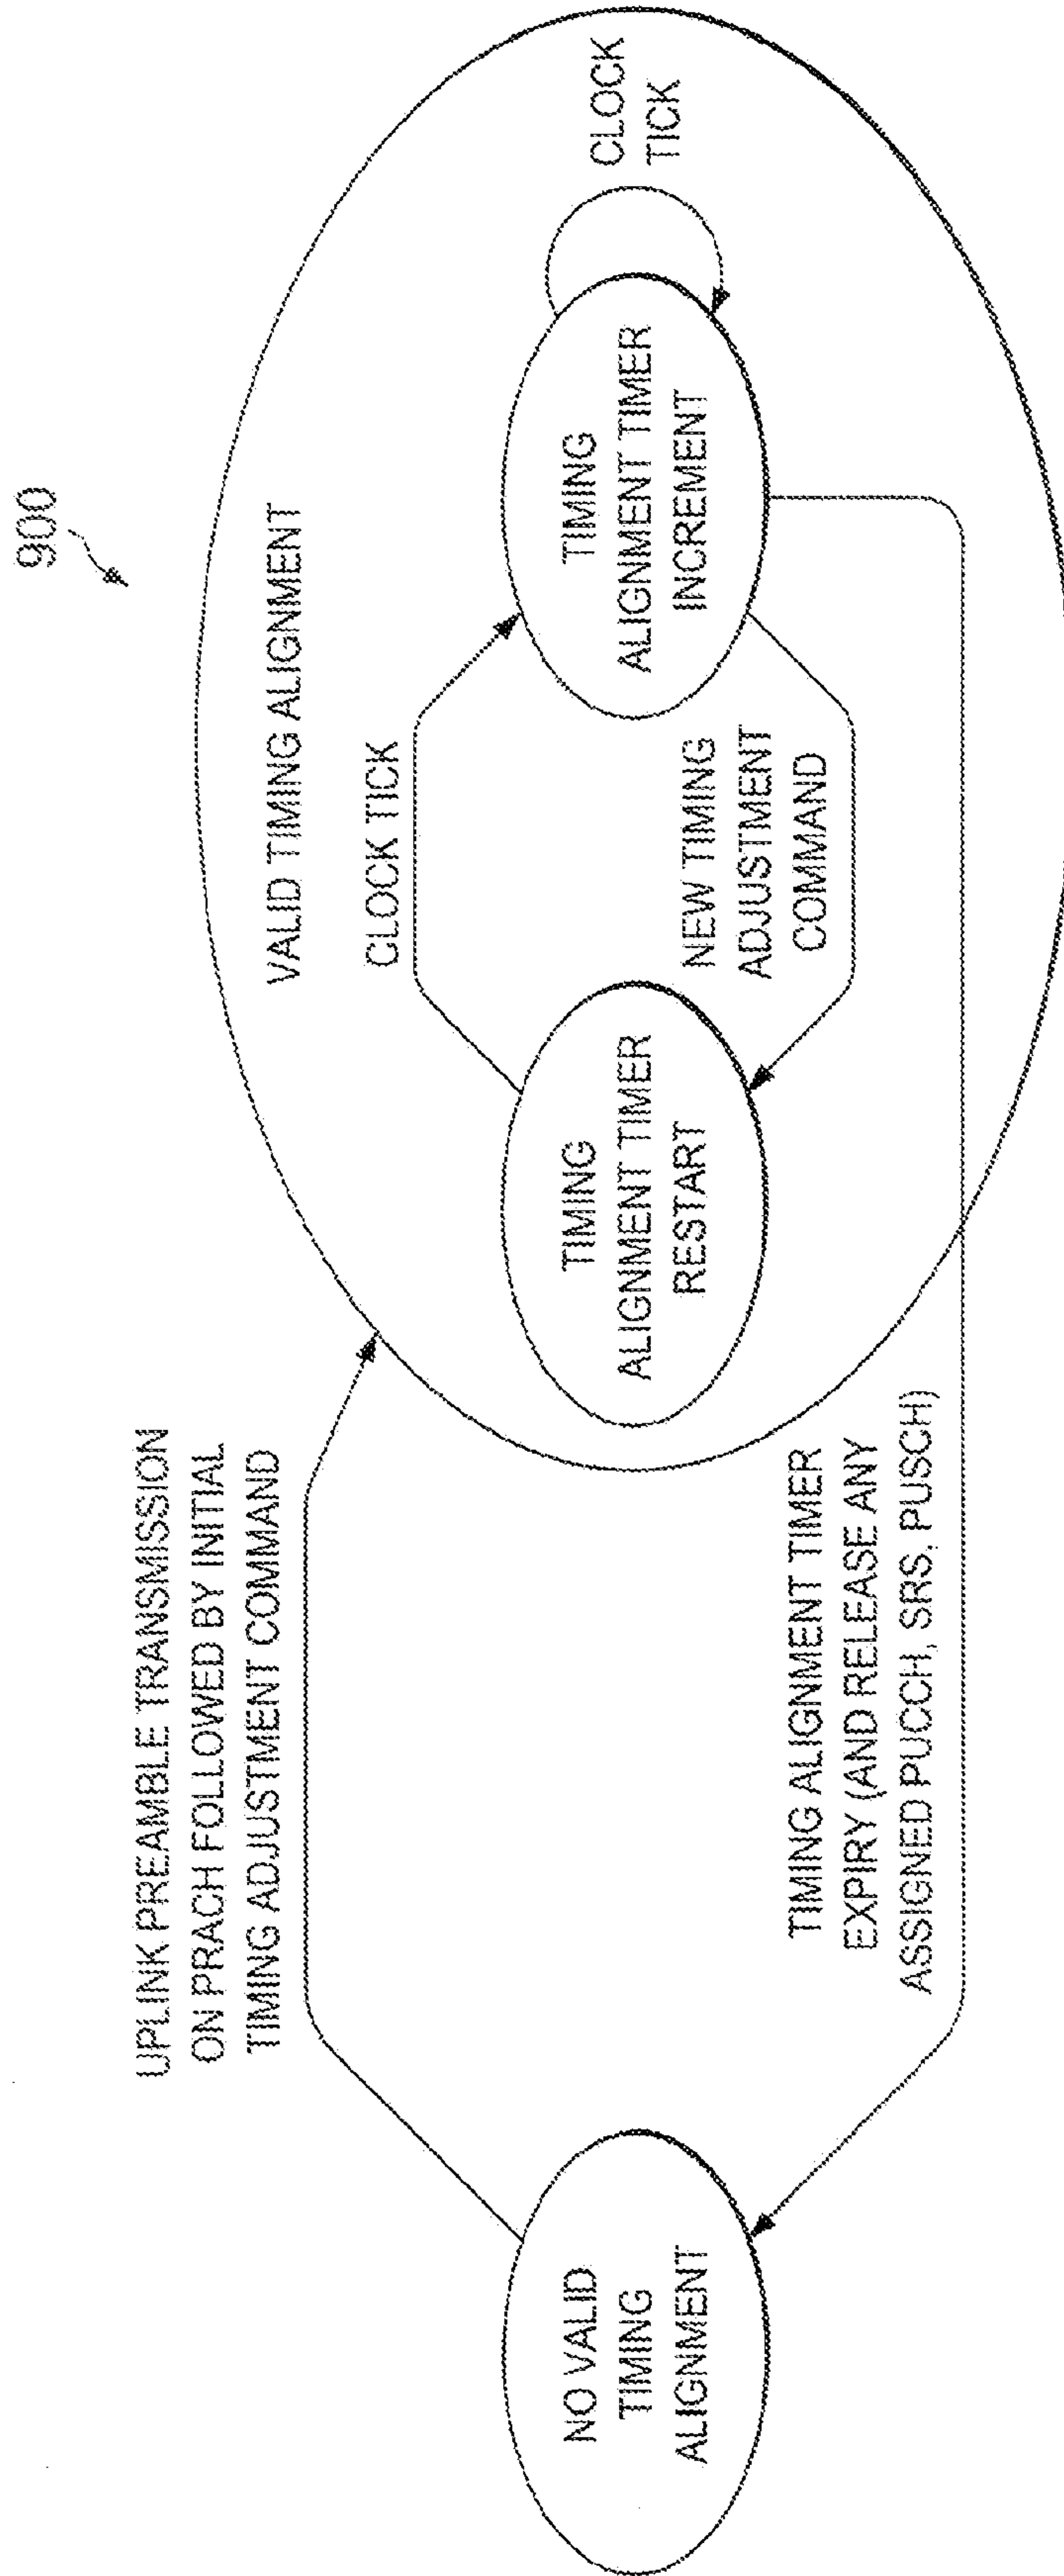 900
UPLINK PREAMBLE TRANSMISSION
ON PRACH FOLLOWED BY INITIAL
TIMING ADJUSTMENT COMMAND
VALID TIMING ALIGNMENT
CLOCK TICK
NO VALID
TIMING
ALIGNMENT
TIMING
ALIGNMENT TIMER
RESTART
TIMING
ALIGNMENT TIMER
INCREMENT
CLOCK
TICK
NEW TIMING
ADJUSTMENT
COMMAND
TIMING ALIGNMENT TIMER
EXPIRY (AND RELEASE ANY
ASSIGNED PUCCH, SRS, PUSCH)